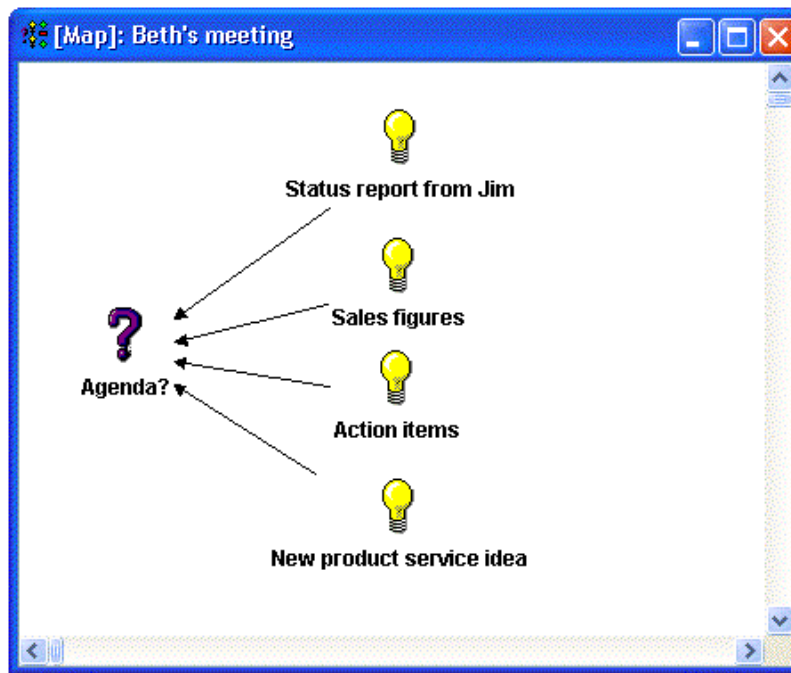 [Map]: Beth's meeting
Status report from Jim
Sales figures
Agenda?
Action items
New product service idea